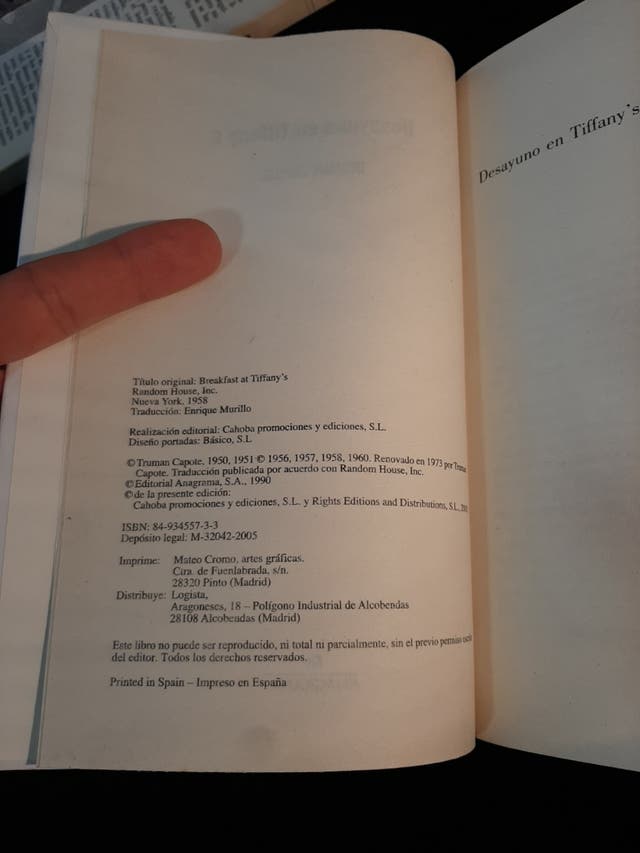 Título original: Breakfast at Tiffany's
Random House, Inc.
Nueva York, 1958
Traducción: Enrique Murillo
Realización editorial: Cahoba promociones y ediciones, S.L.
Diseño portadas: Básico, S.L
© Truman Capote, 1950, 1951 © 1956, 1957, 1958, 1960. Renovado en 1973 por Truman
Capote. Traducción publicada por acuerdo con Random House, Inc.
© Editorial Anagrama, S.A., 1990
© de la presente edición:
Cahoba promociones y ediciones, S.L. y Rights Editions and Distributions, S.L.,
ISBN: 84-934557-3-3
Depósito legal: M-32042-2005
Imprime: Mateo Cromo, artes gráficas.
Ctra. de Fuenlabrada, s/n.
28320 Pinto (Madrid)
Distribuye: Logista,
Aragoneses, 18 – Polígono Industrial de Alcobendas
28108 Alcobendas (Madrid)
Este libro no puede ser reproducido, ni total ni parcialmente, sin el previo permiso
del editor. Todos los derechos reservados.
Printed in Spain – Impreso en España
Desayuno en Tiffany's